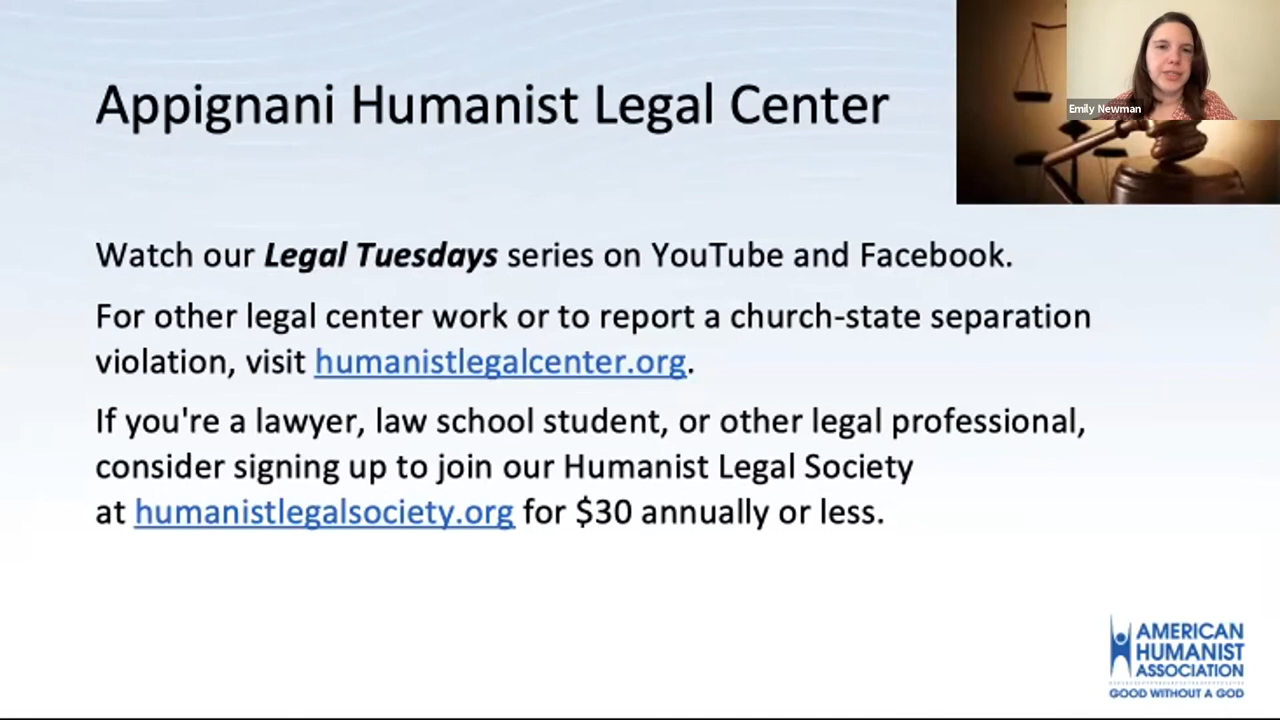 Appignani Humanist Legal Center
Emily Newman
Watch our Legal Tuesdays series on YouTube and Facebook.
For other legal center work or to report a church-state separation
violation, visit humanistlegalcenter.org.
If you're a lawyer, law school student, or other legal professional,
consider signing up to join our Humanist Legal Society
at humanistlegalsociety.org for $30 annually or less.
AMERICAN
HUMANIST
ASSOCIATION
GOOD WITHOUT A GOD